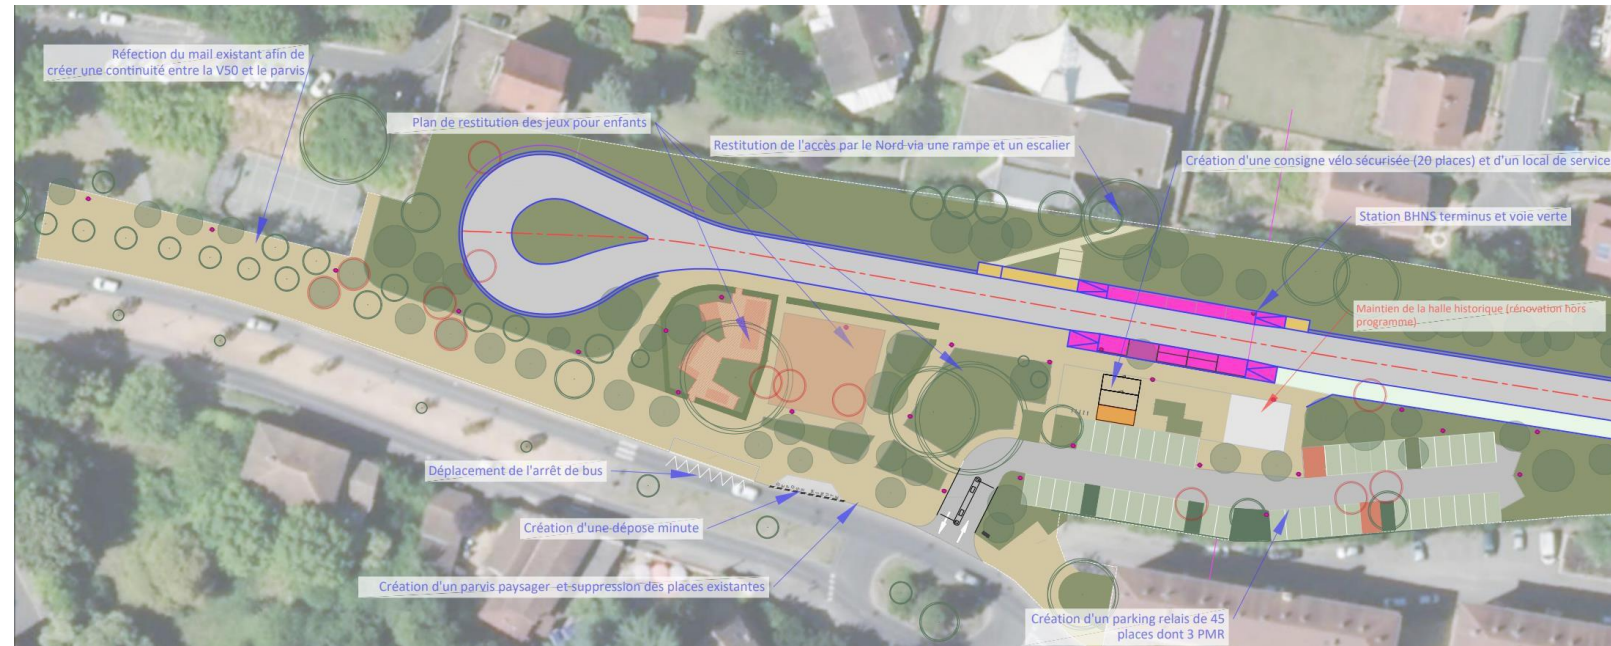 Réfection du mail existant afin de
créer une continuité entre la V50 et le parvis
Plan de restitution des jeux pour enfants
Restitution de l'accès par le Nord via une rampe et un escalier
Création d'une consigne vélo sécurisée (20 places) et d'un local de service
Station BHNS terminus et voie verte
Maintien de la halle historique (rénovation hors
programme)
Déplacement de l'arrêt de bus
Création d'une dépose minute
Création d'un parvis paysager et suppression des places existantes
Création d'un parking relais de 45
places dont 3 PMR